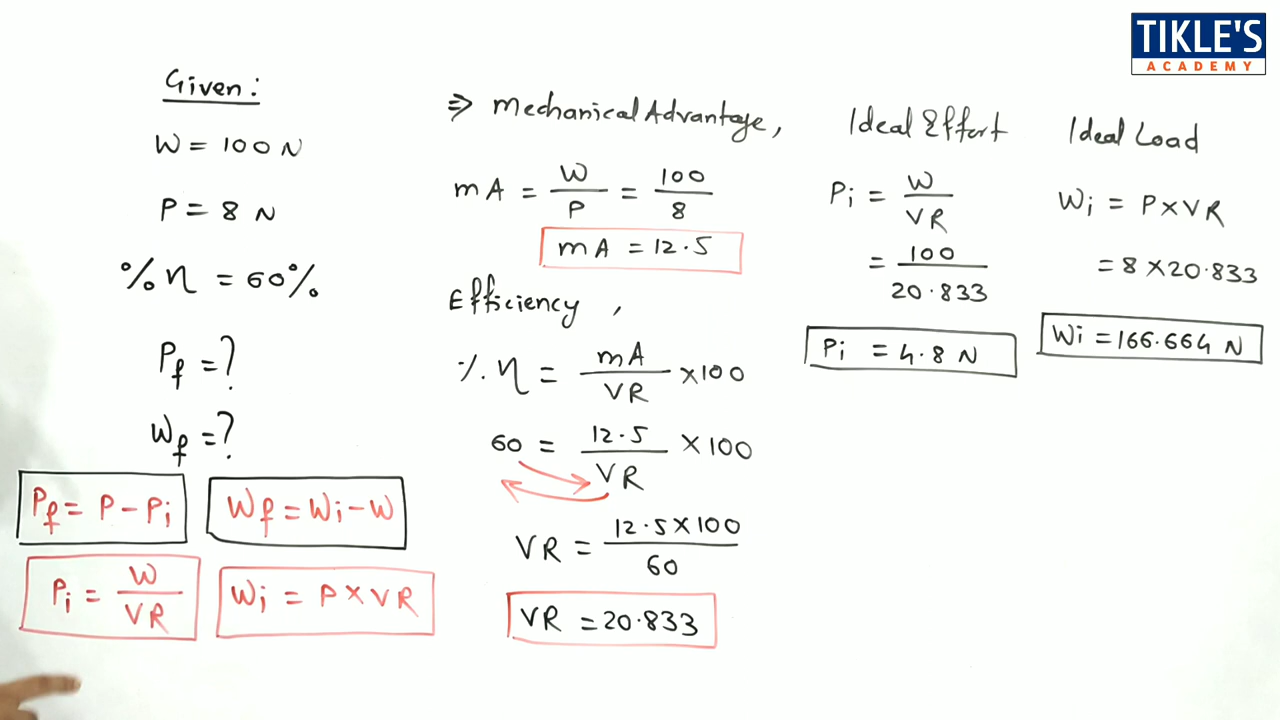 TIKLE'S
ACADEMY
Given:
W = 100 N
P = 8 N
% η = 60%
Pf = ?
Wf = ?
Pf = P - Pi
Wf = Wi - W
Pi = W / VR
Wi = P × VR
⇒ Mechanical Advantage,
MA = W / P = 100 / 8
MA = 12.5
Efficiency,
% η = MA / VR × 100
60 = 12.5 / VR × 100
VR = 12.5 × 100 / 60
VR = 20.833
Ideal Effort
Pi = W / VR
= 100 / 20.833
Pi = 4.8 N
Ideal Load
Wi = P × VR
= 8 × 20.833
Wi = 166.664 N